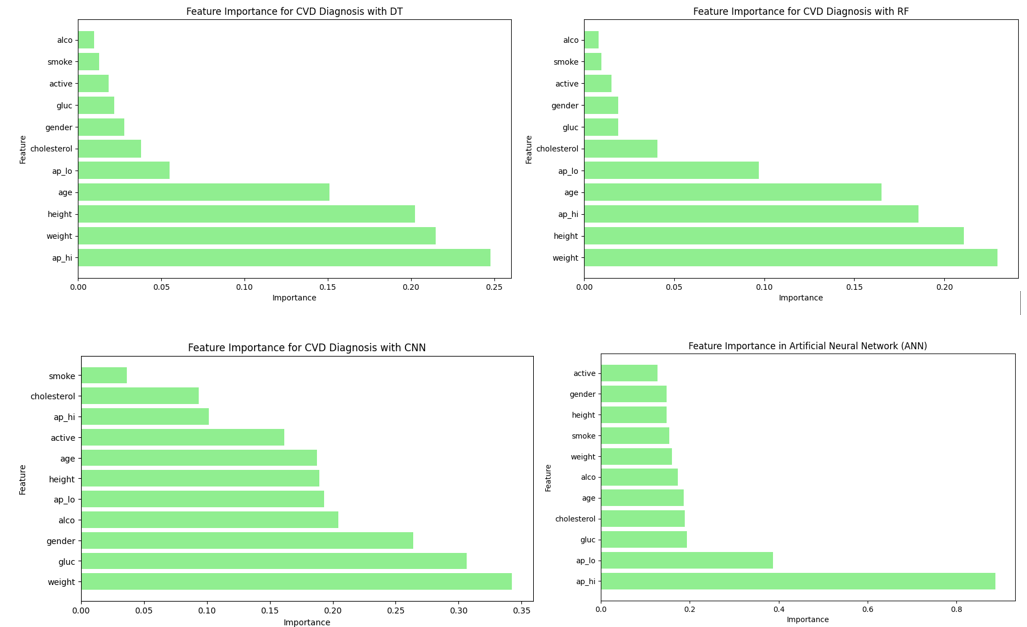 Feature Importance for CVD Diagnosis with DT
Feature
alco
smoke
active
gluc
gender
cholesterol
ap_lo
age
height
weight
ap_hi
0.00 0.05 0.10 0.15 0.20 0.25
Importance
Feature Importance for CVD Diagnosis with RF
Feature
alco
smoke
active
gender
gluc
cholesterol
ap_lo
age
ap_hi
height
weight
0.00 0.05 0.10 0.15 0.20
Importance
Feature Importance for CVD Diagnosis with CNN
Feature
smoke
cholesterol
ap_hi
active
age
height
ap_lo
alco
gender
gluc
weight
0.00 0.05 0.10 0.15 0.20 0.25 0.30 0.35
Importance
Feature Importance in Artificial Neural Network (ANN)
Feature
active
gender
height
smoke
weight
alco
age
cholesterol
gluc
ap_lo
ap_hi
0.0 0.2 0.4 0.6 0.8
Importance